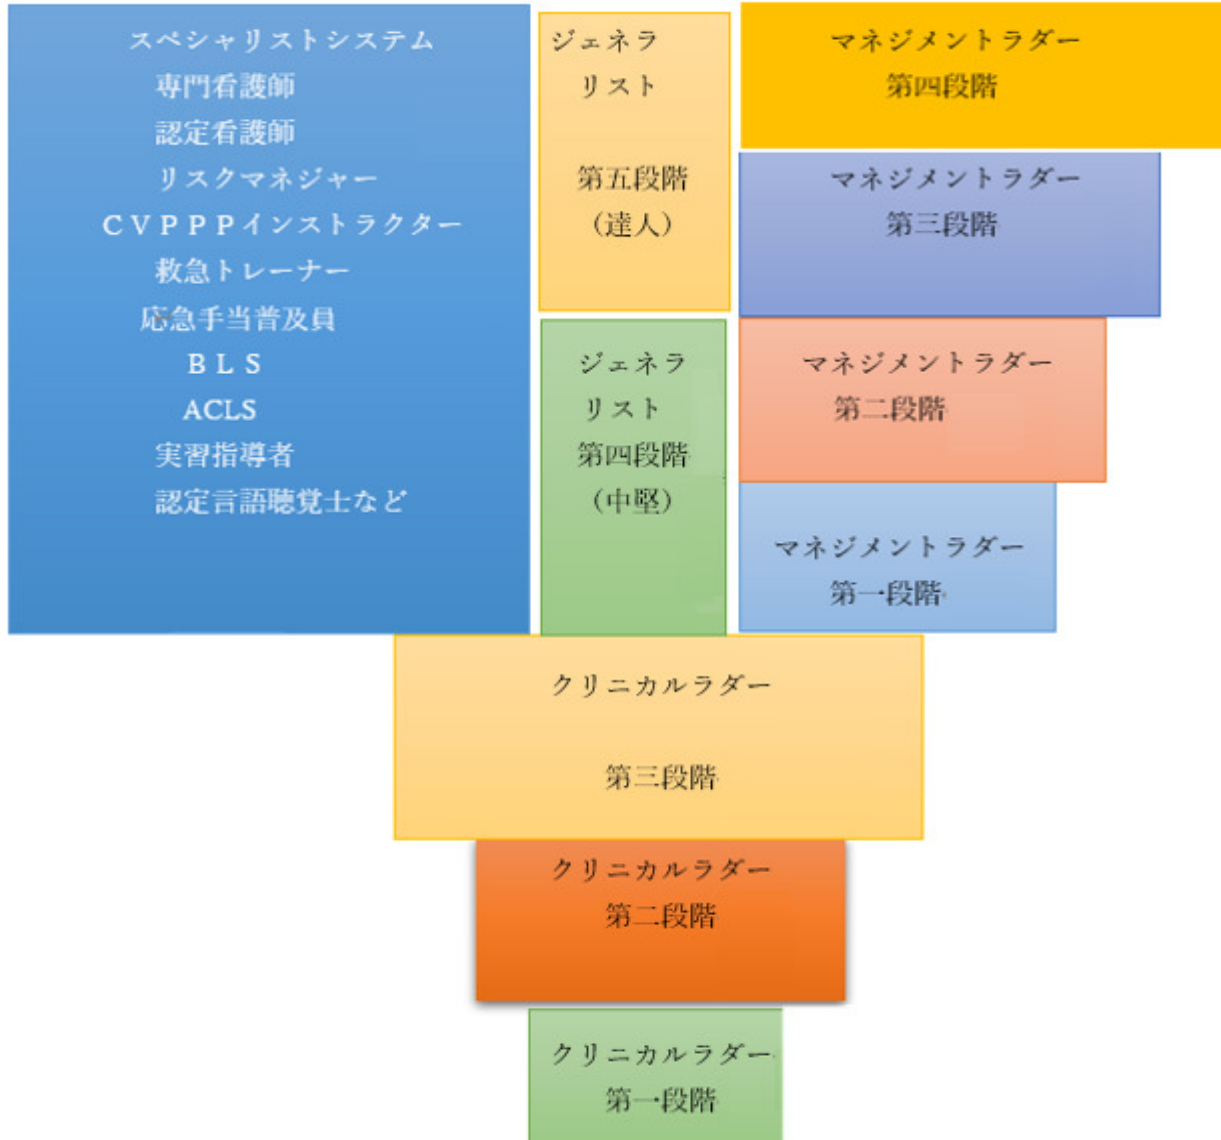 スペシャリストシステム
専門看護師
認定看護師
リスクマネジャー
ＣＶＰＰＰインストラクター
救急トレーナー
応急手当普及員
ＢＬＳ
ACLS
実習指導者
認定言語聴覚士など
ジェネラ
リスト
第五段階
（達人）
ジェネラ
リスト
第四段階
（中堅）
マネジメントラダー
第四段階
マネジメントラダー
第三段階
マネジメントラダー
第二段階
マネジメントラダー
第一段階
クリニカルラダー
第三段階
クリニカルラダー
第二段階
クリニカルラダー
第一段階